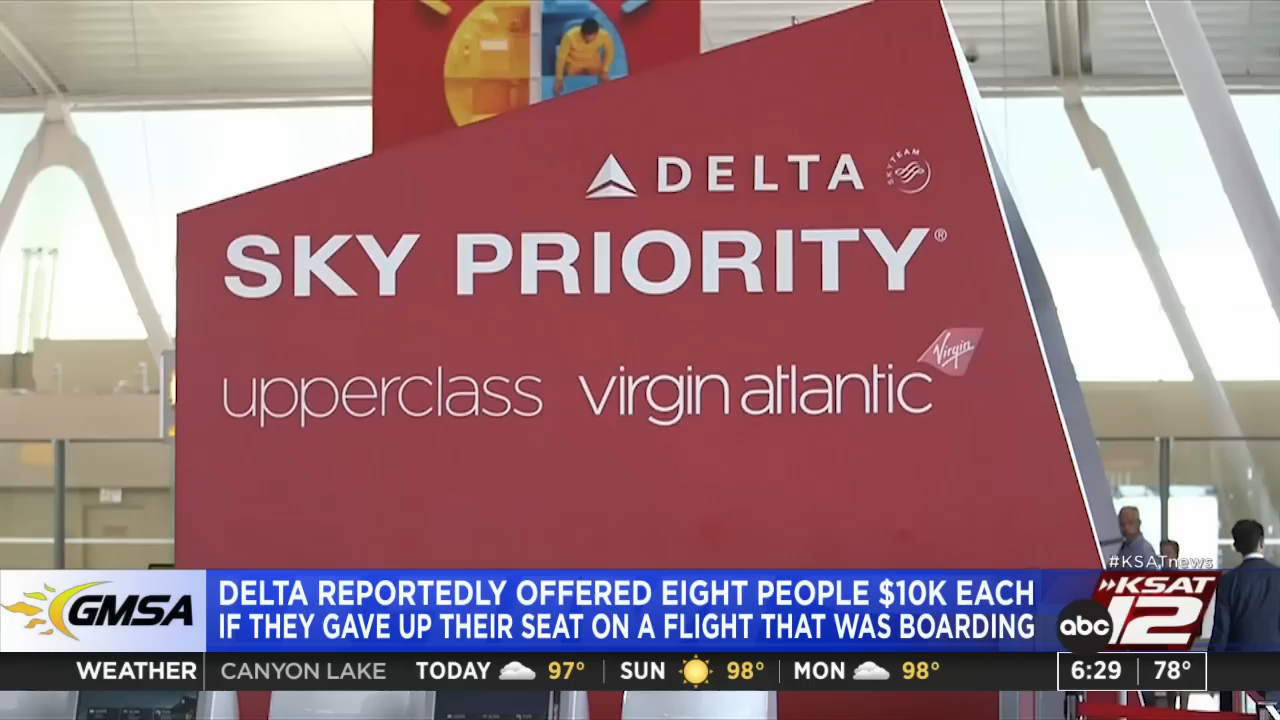 DELTA SKYTEAM
SKY PRIORITY®
Virgin
upperclass virgin atlantic
#KSATnews
GMSA
DELTA REPORTEDLY OFFERED EIGHT PEOPLE $10K EACH
IF THEY GAVE UP THEIR SEAT ON A FLIGHT THAT WAS BOARDING
abc KSAT 12
WEATHER CANYON LAKE TODAY 97° SUN 98° MON 98° 6:29 78°